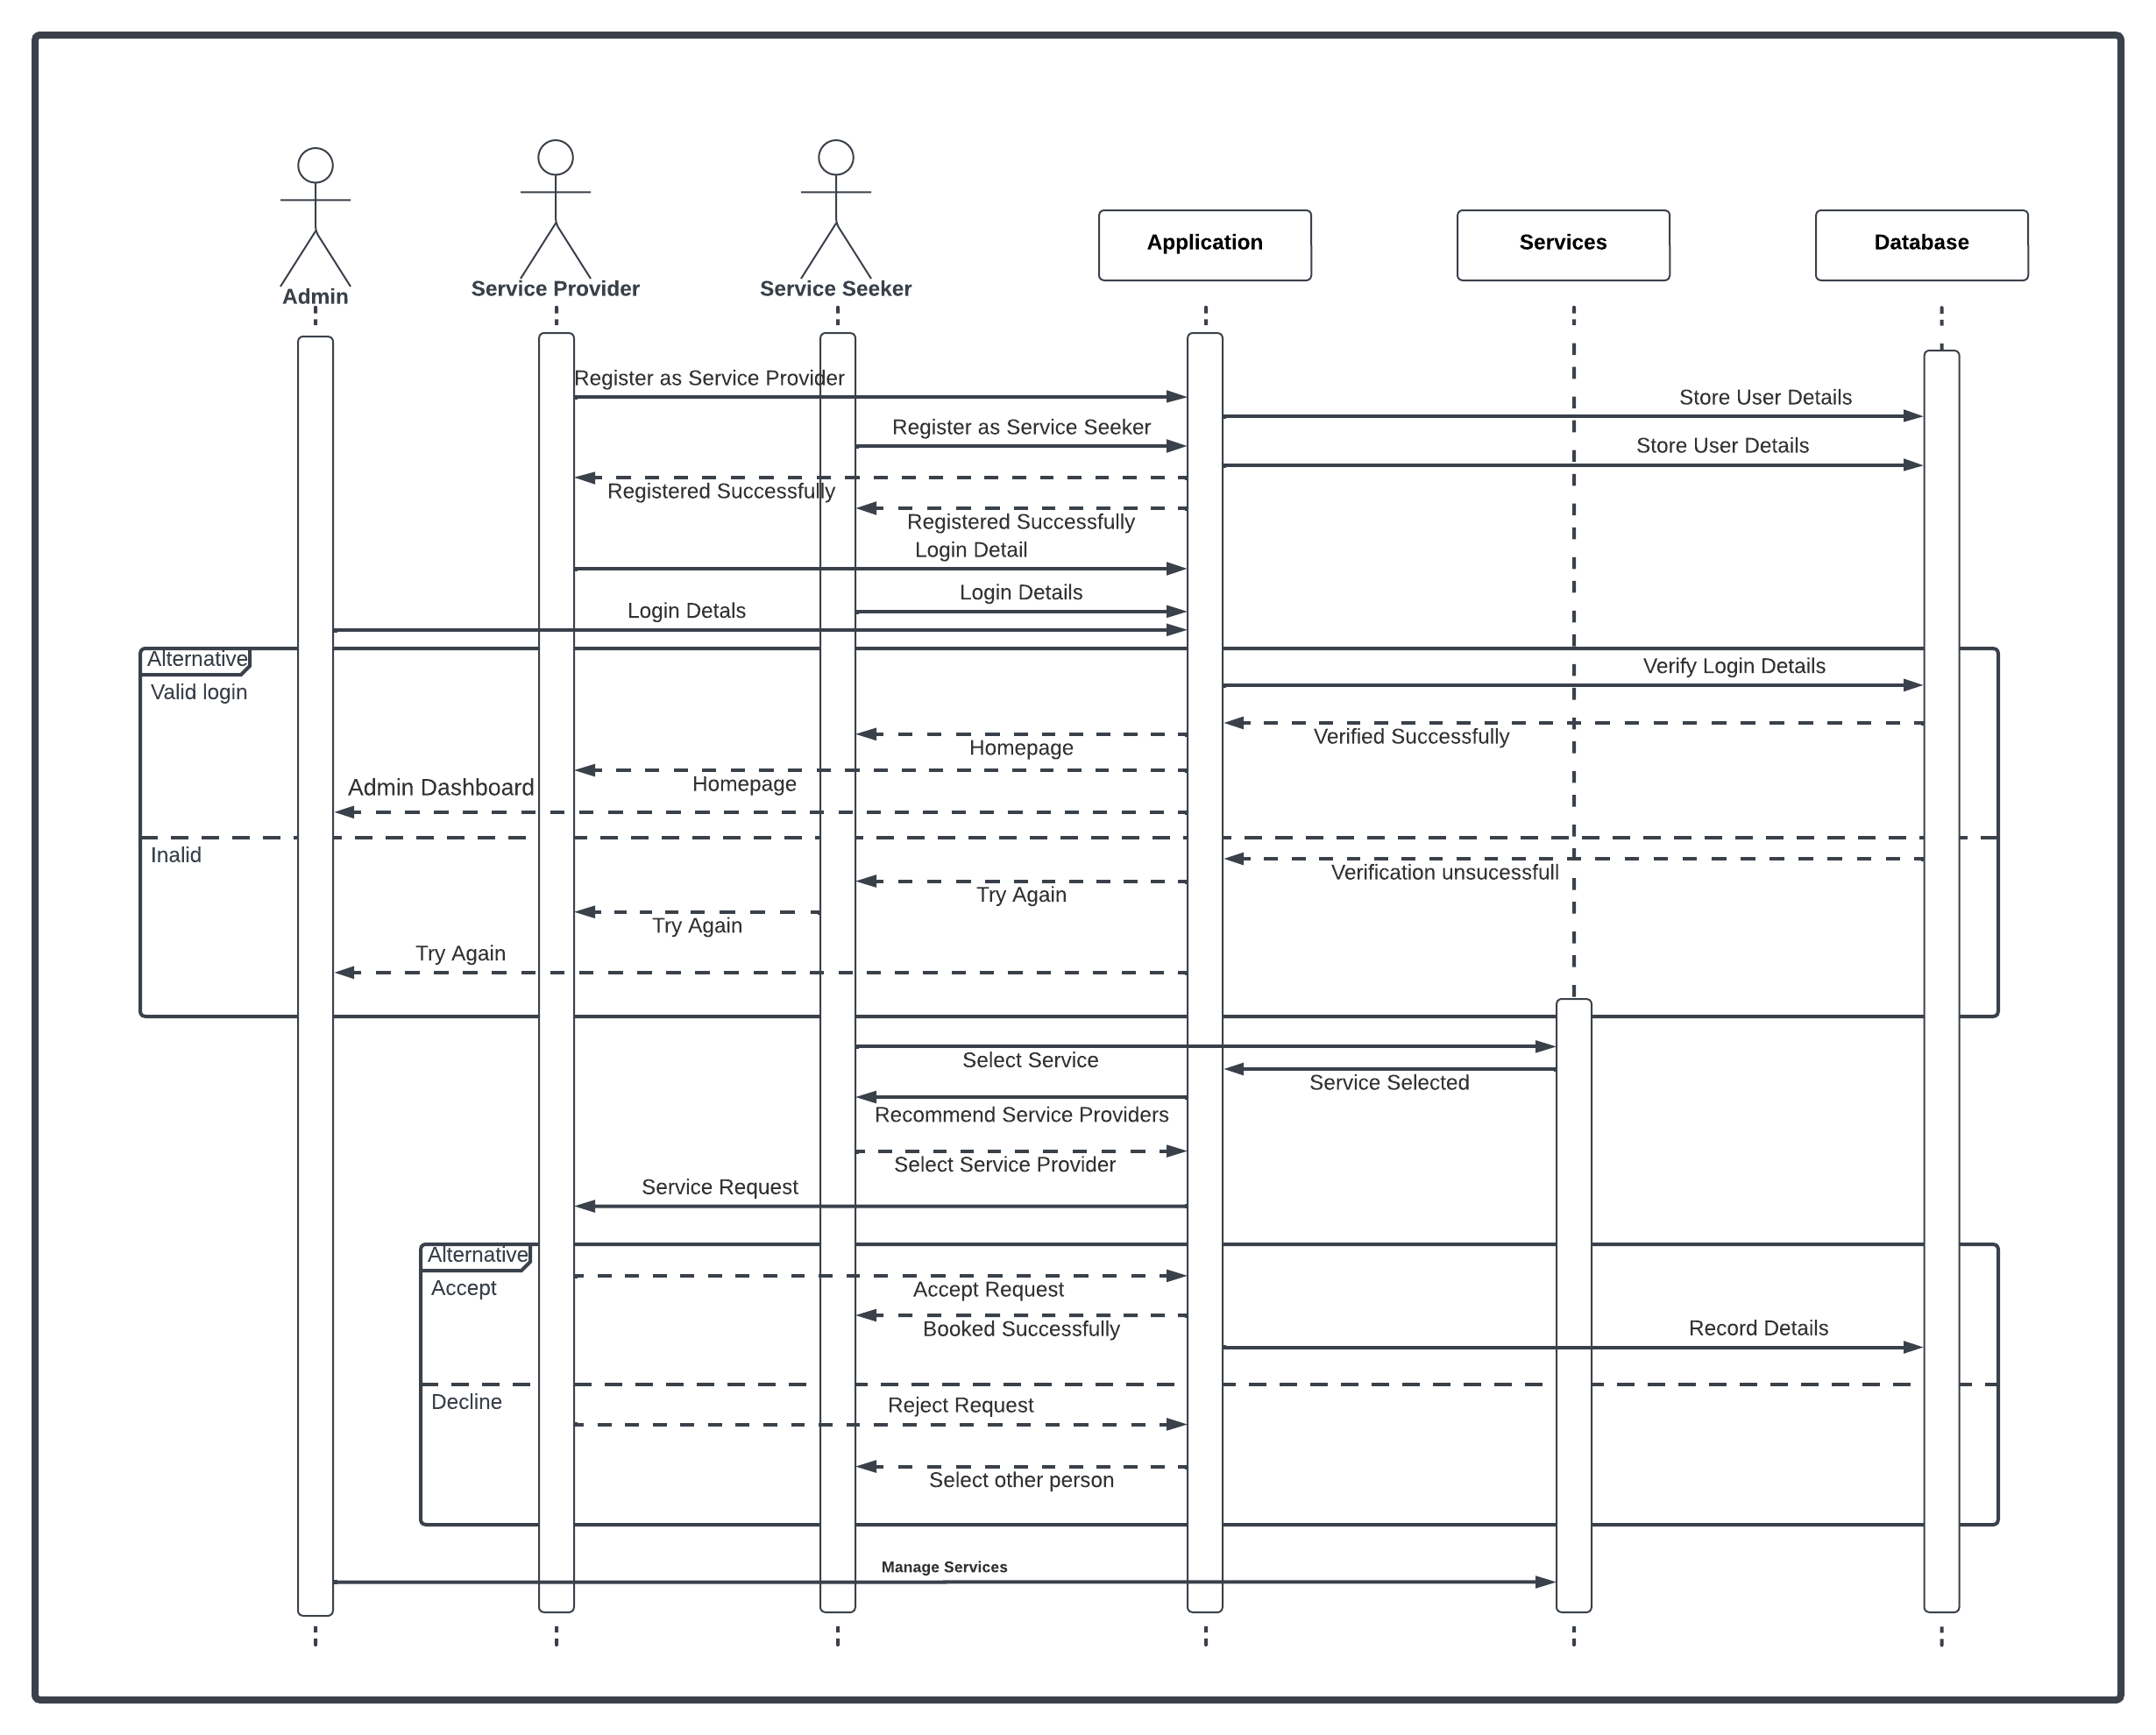 Admin
Service Provider
Service Seeker
Application
Services
Database
Register as Service Provider
Store User Details
Register as Service Seeker
Store User Details
Registered Successfully
Registered Successfully
Login Detail
Login Details
Login Detals
Alternative
Valid login
Verify Login Details
Verified Successfully
Homepage
Homepage
Admin Dashboard
Inalid
Verification unsucessfull
Try Again
Try Again
Try Again
Select Service
Service Selected
Recommend Service Providers
Select Service Provider
Service Request
Alternative
Accept
Accept Request
Booked Successfully
Record Details
Decline
Reject Request
Select other person
Manage Services